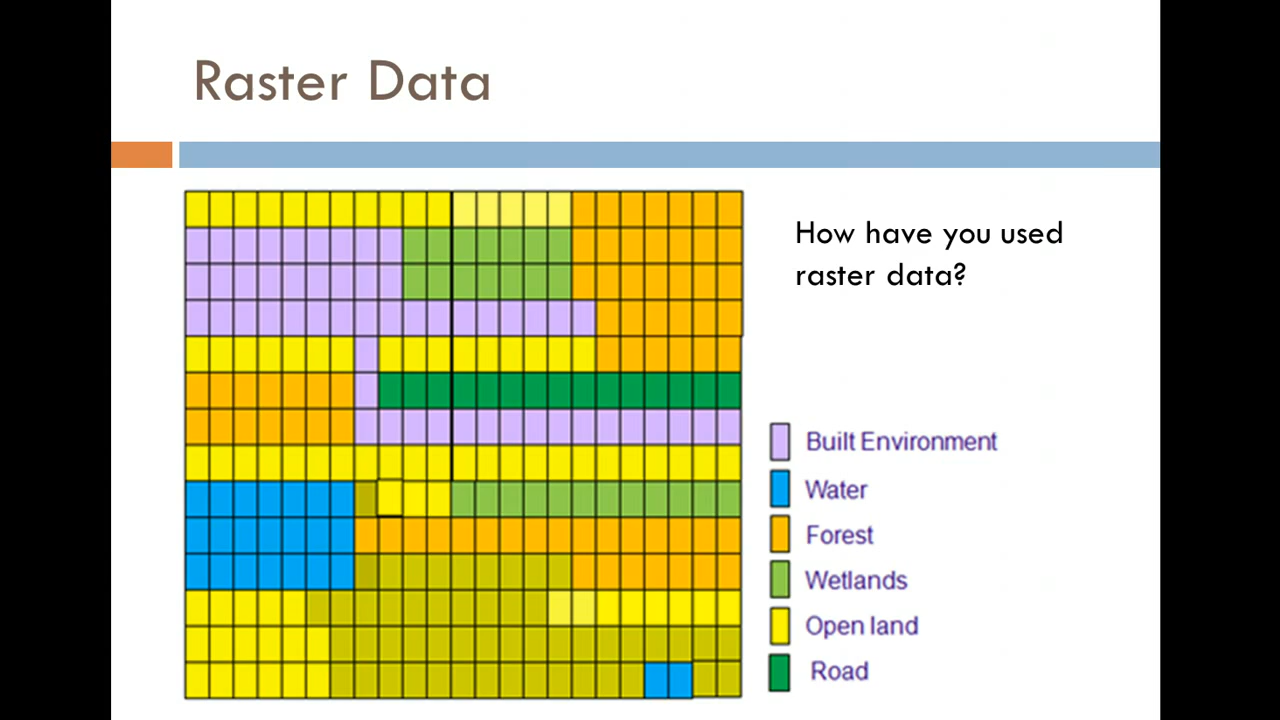 Raster Data
How have you used
raster data?
Built Environment
Water
Forest
Wetlands
Open land
Road